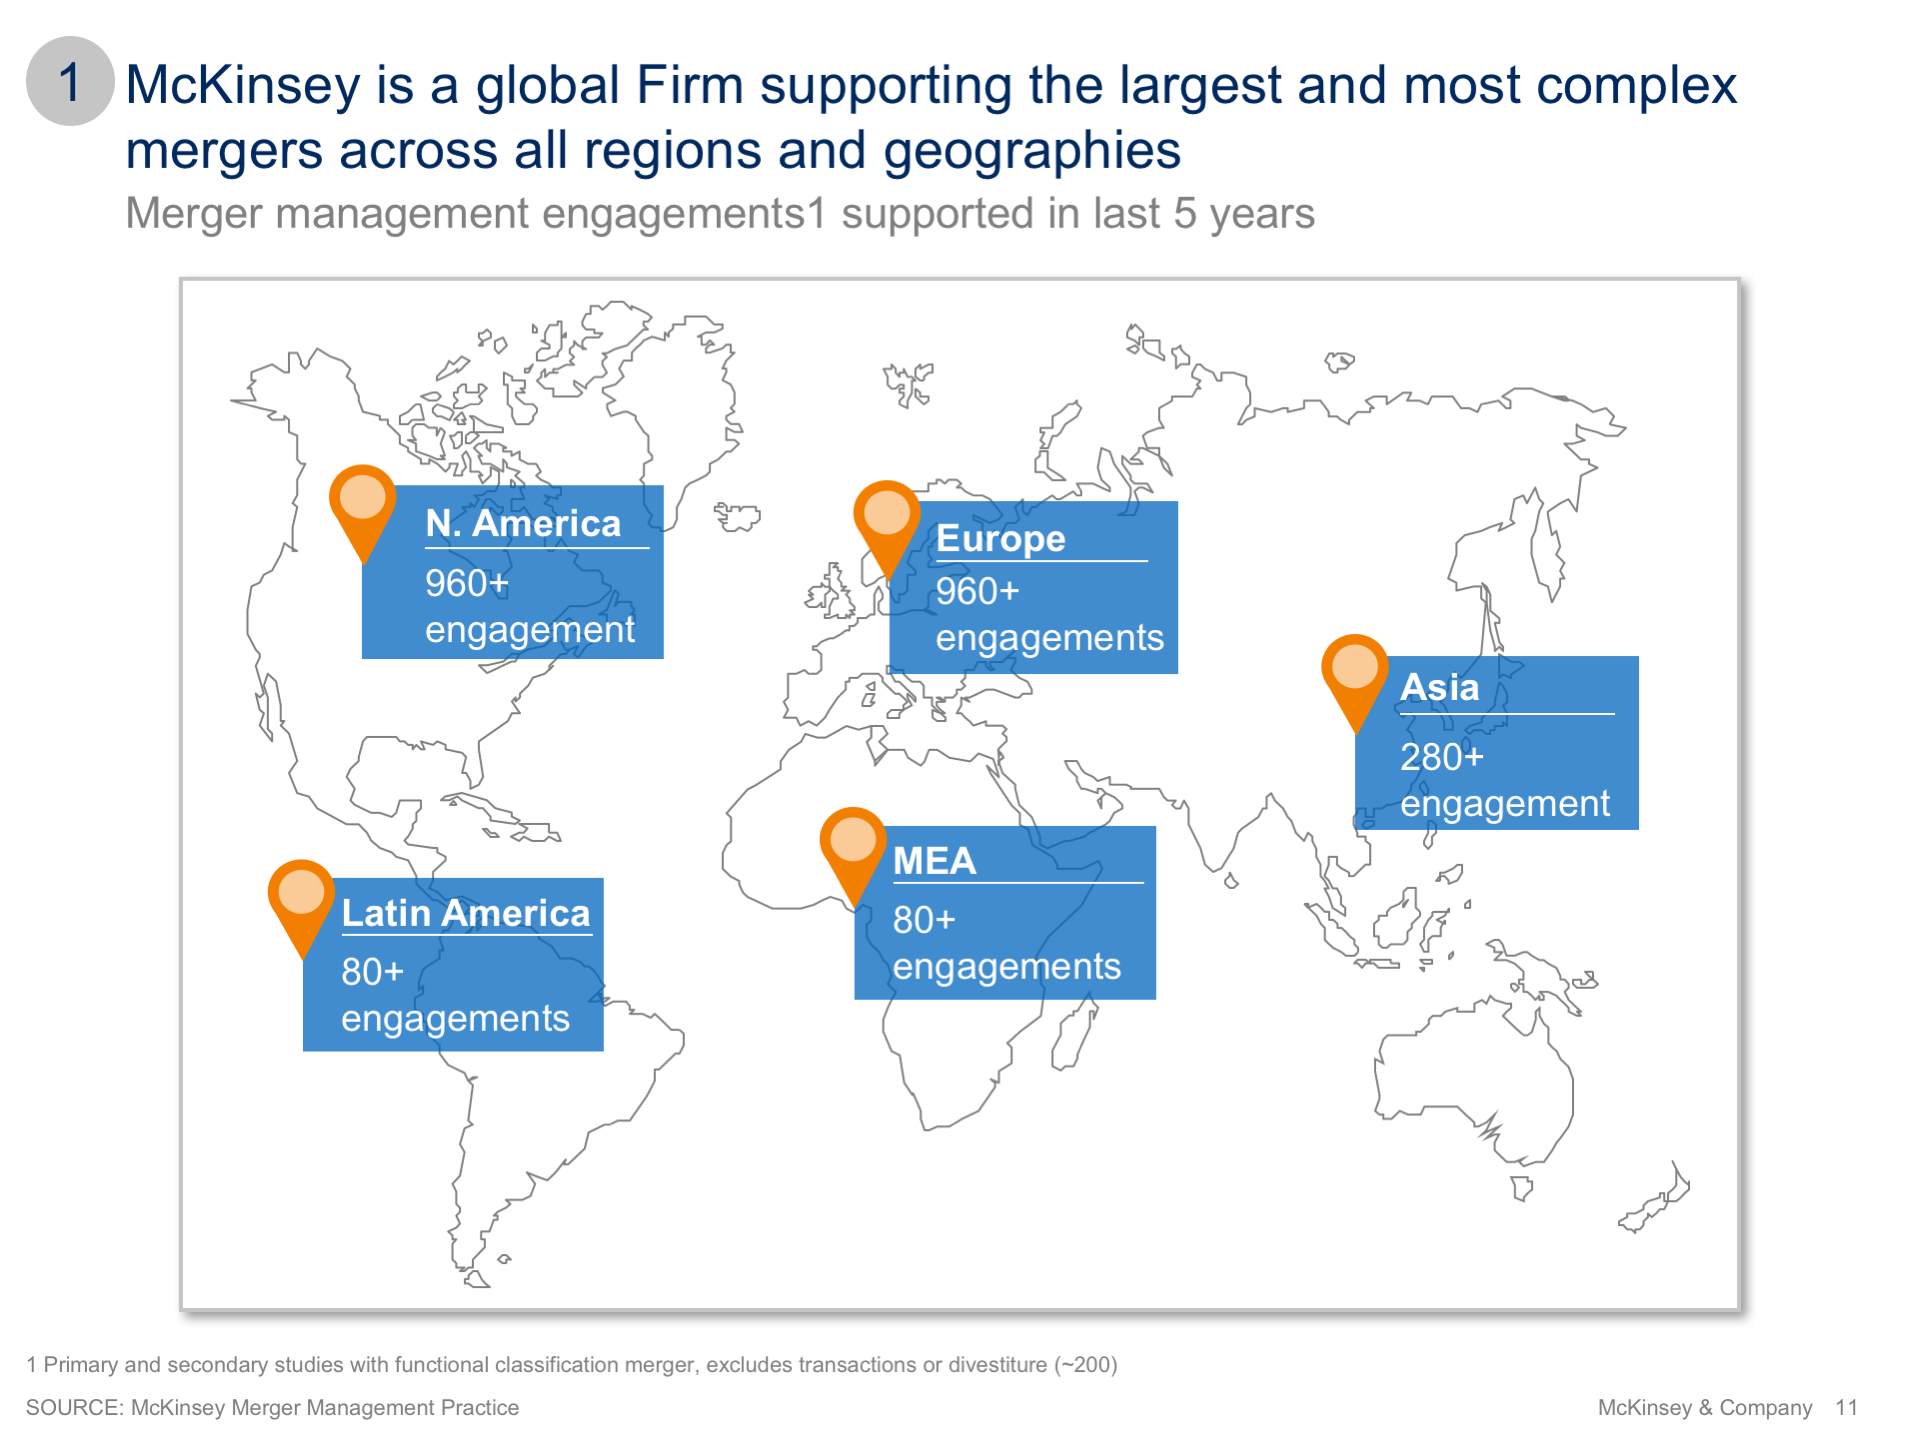 1
McKinsey is a global Firm supporting the largest and most complex
mergers across all regions and geographies
Merger management engagements1 supported in last 5 years
N. America
960+
engagement
Europe
960+
engagements
Asia
280+
engagement
MEA
80+
engagements
Latin America
80+
engagements
1 Primary and secondary studies with functional classification merger, excludes transactions or divestiture (~200)
SOURCE: McKinsey Merger Management Practice
McKinsey & Company 11